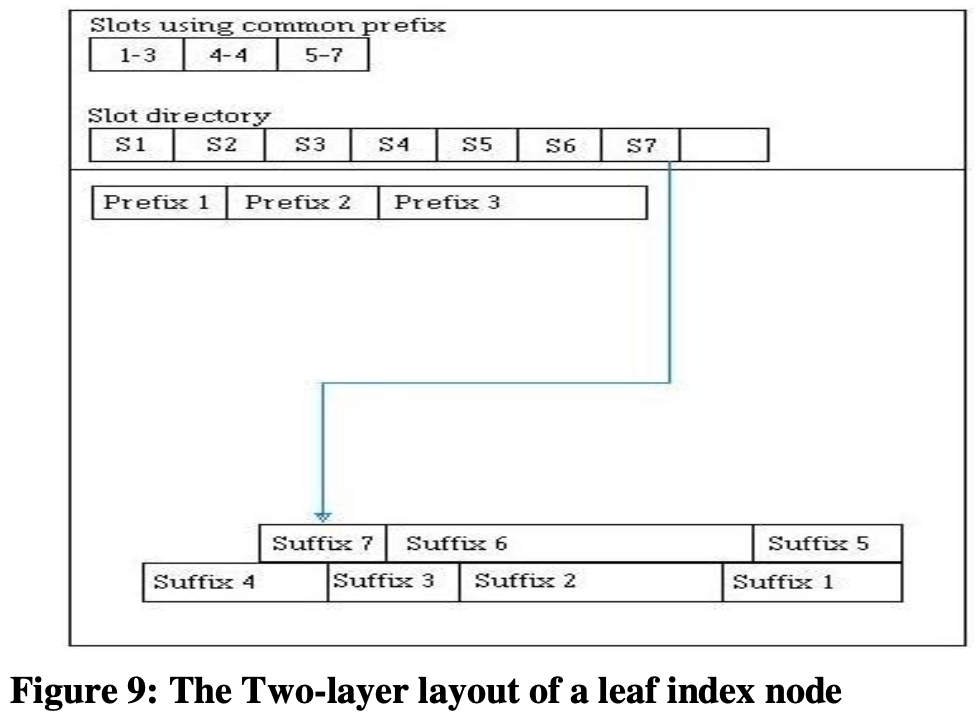 Slots using common prefix
1-3 4-4 5-7
Slot directory
S1 S2 S3 S4 S5 S6 S7
Prefix 1 Prefix 2 Prefix 3
Suffix 7 Suffix 6 Suffix 5
Suffix 4 Suffix 3 Suffix 2 Suffix 1
Figure 9: The Two-layer layout of a leaf index node